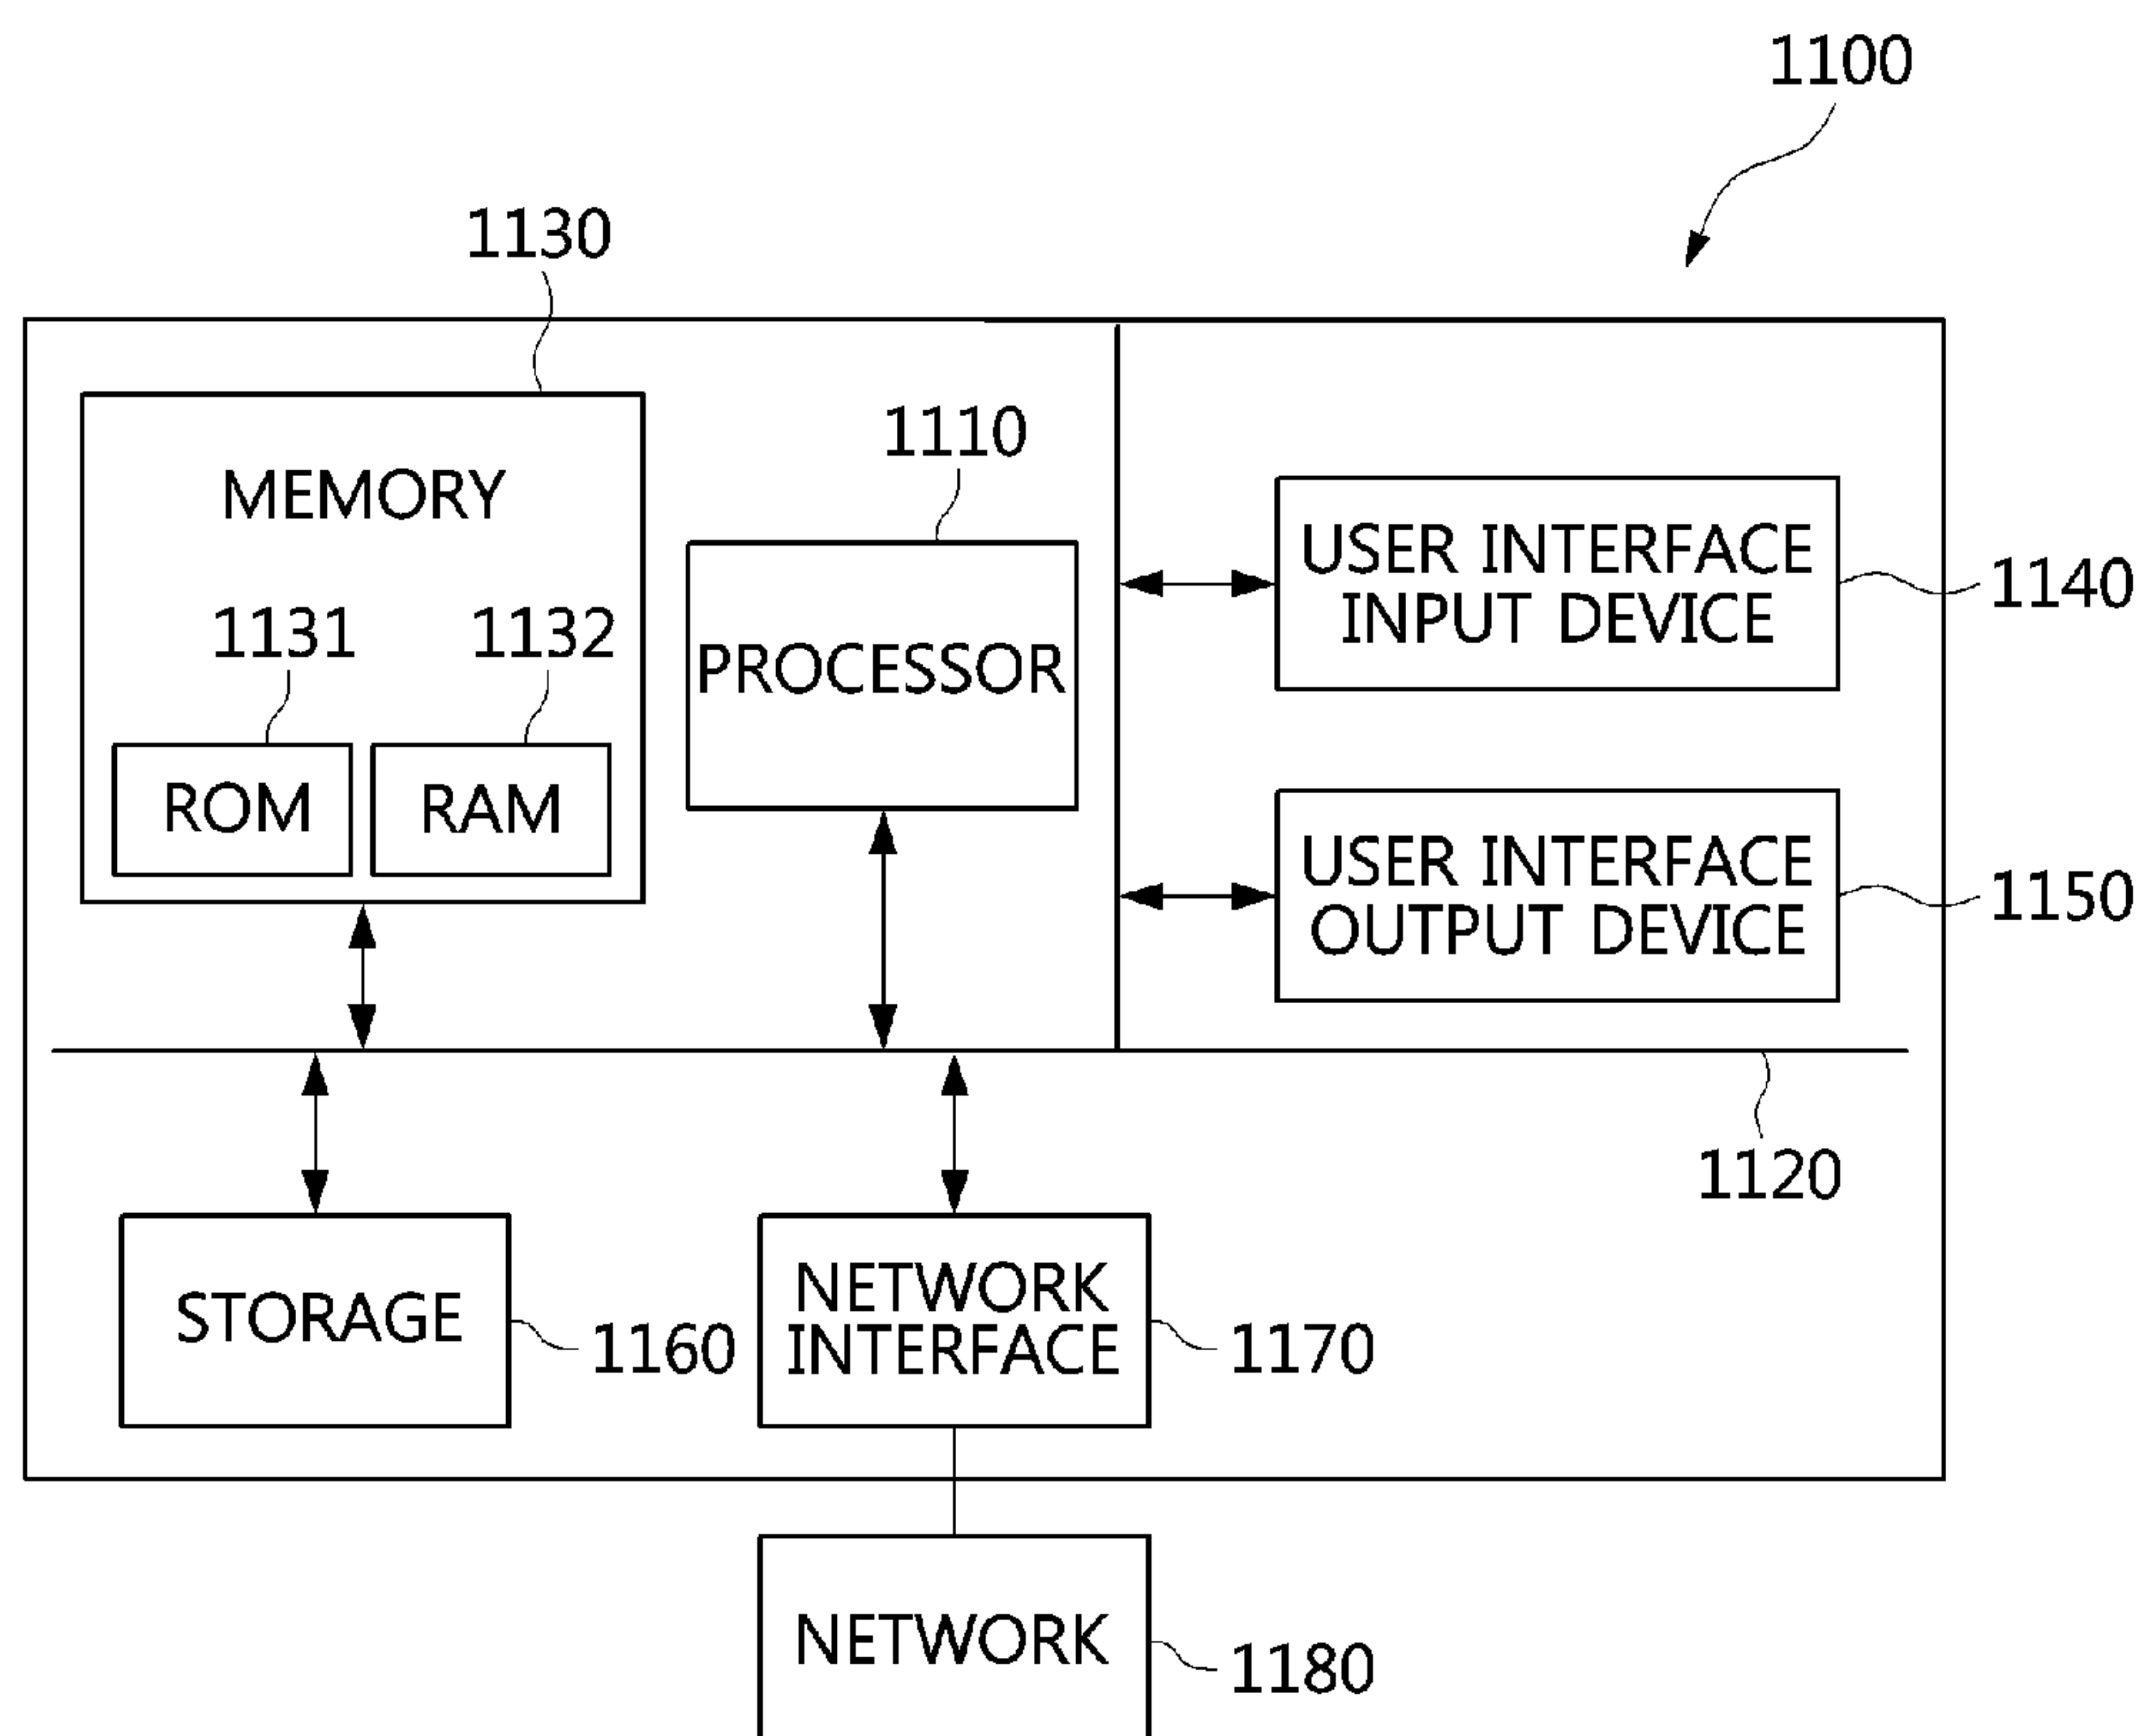 1100
1130
1110
MEMORY
USER INTERFACE
INPUT DEVICE
1140
1131
1132
PROCESSOR
ROM
RAM
USER INTERFACE
OUTPUT DEVICE
1150
1120
STORAGE
1160
NETWORK
INTERFACE
1170
NETWORK
1180